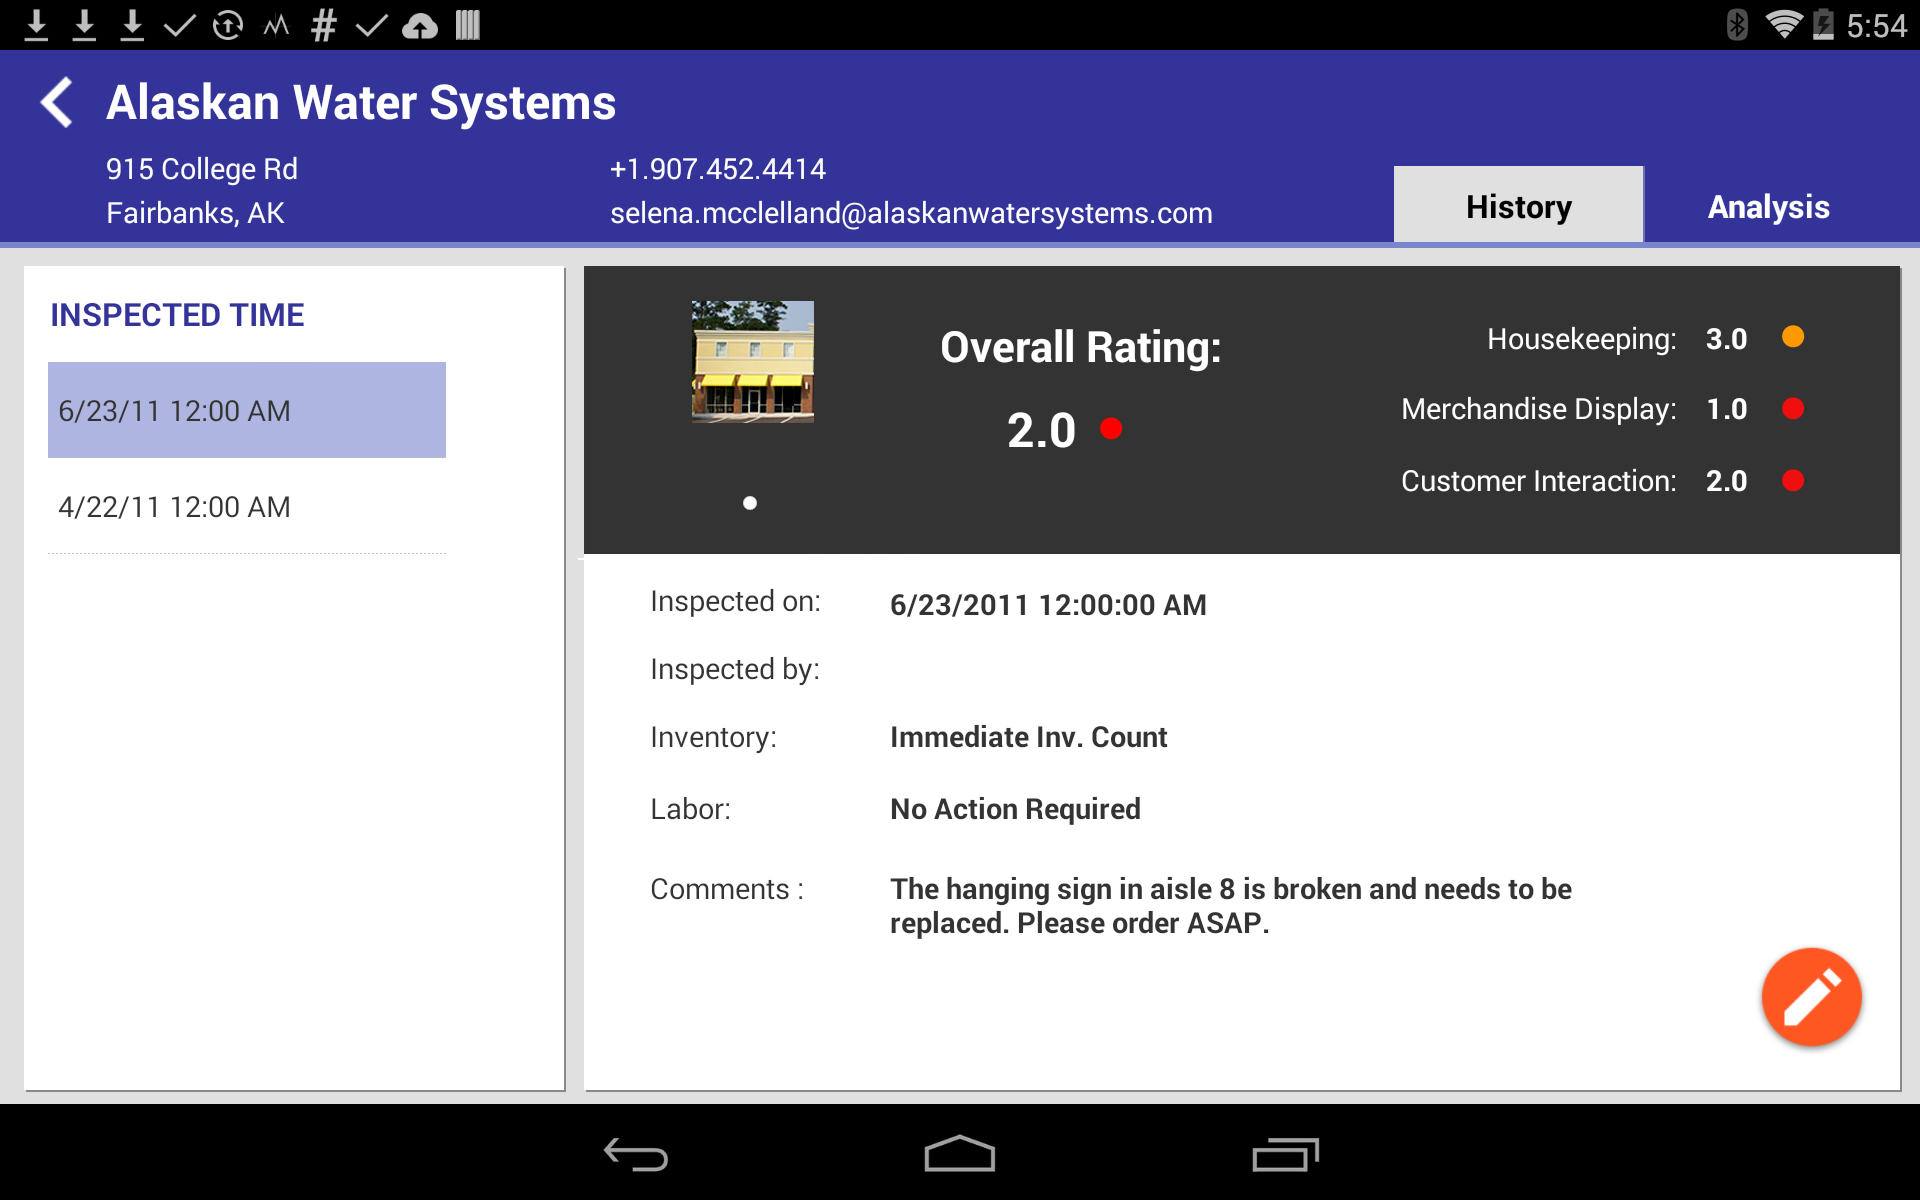 5:54
Alaskan Water Systems
915 College Rd
Fairbanks, AK
+1.907.452.4414
selena.mcclelland@alaskanwatersystems.com
History
Analysis
INSPECTED TIME
6/23/11 12:00 AM
4/22/11 12:00 AM
Overall Rating:
2.0
Housekeeping: 3.0
Merchandise Display: 1.0
Customer Interaction: 2.0
Inspected on: 6/23/2011 12:00:00 AM
Inspected by:
Inventory: Immediate Inv. Count
Labor: No Action Required
Comments : The hanging sign in aisle 8 is broken and needs to be
replaced. Please order ASAP.